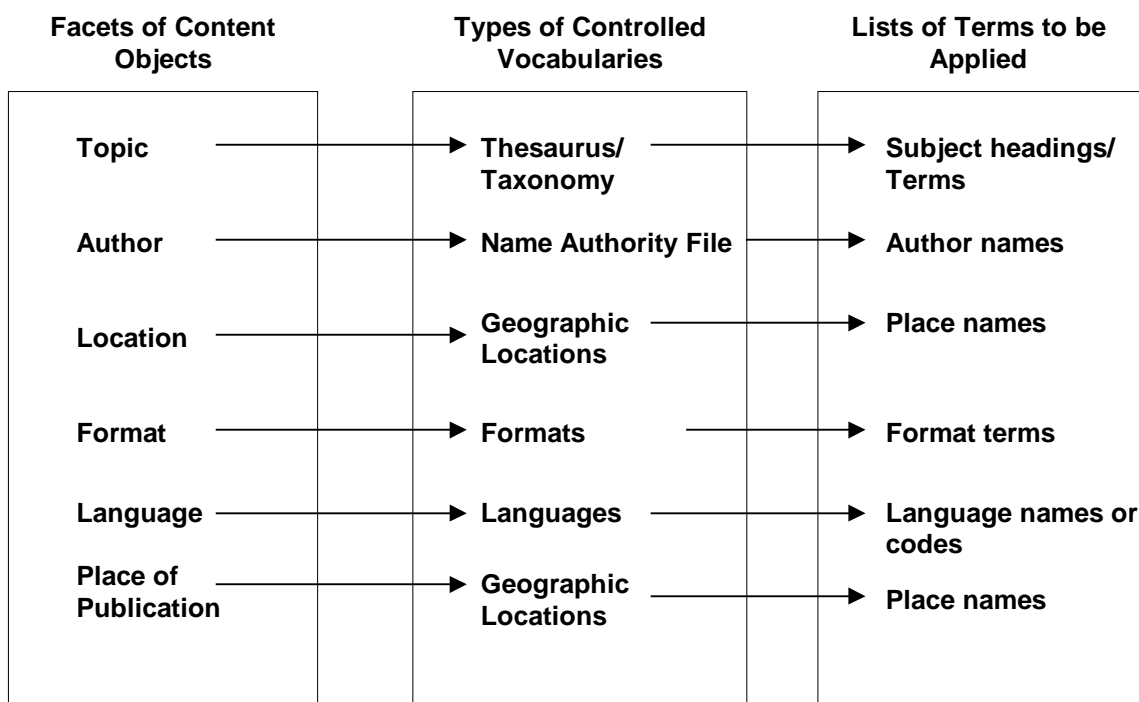 Facets of Content
Objects
Types of Controlled
Vocabularies
Lists of Terms to be
Applied
Topic
Thesaurus/
Taxonomy
Subject headings/
Terms
Author
Name Authority File
Author names
Location
Geographic
Locations
Place names
Format
Formats
Format terms
Language
Languages
Language names or
codes
Place of
Publication
Geographic
Locations
Place names